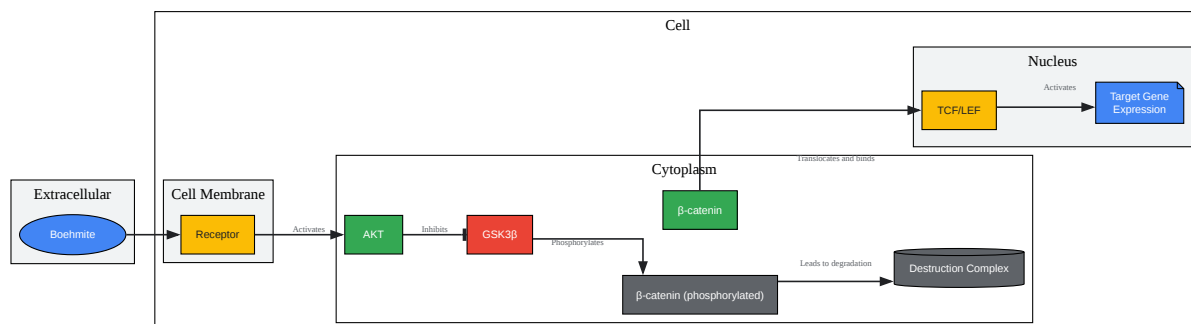 Cell
Nucleus
Activates
Target Gene
Expression
TCF/LEF
Translocates and binds
Cytoplasm
Extracellular
Cell Membrane
β-catenin
Boehmite
Receptor
Activates
AKT
Inhibits
GSK3β
Phosphorylates
Leads to degradation
Destruction Complex
β-catenin (phosphorylated)